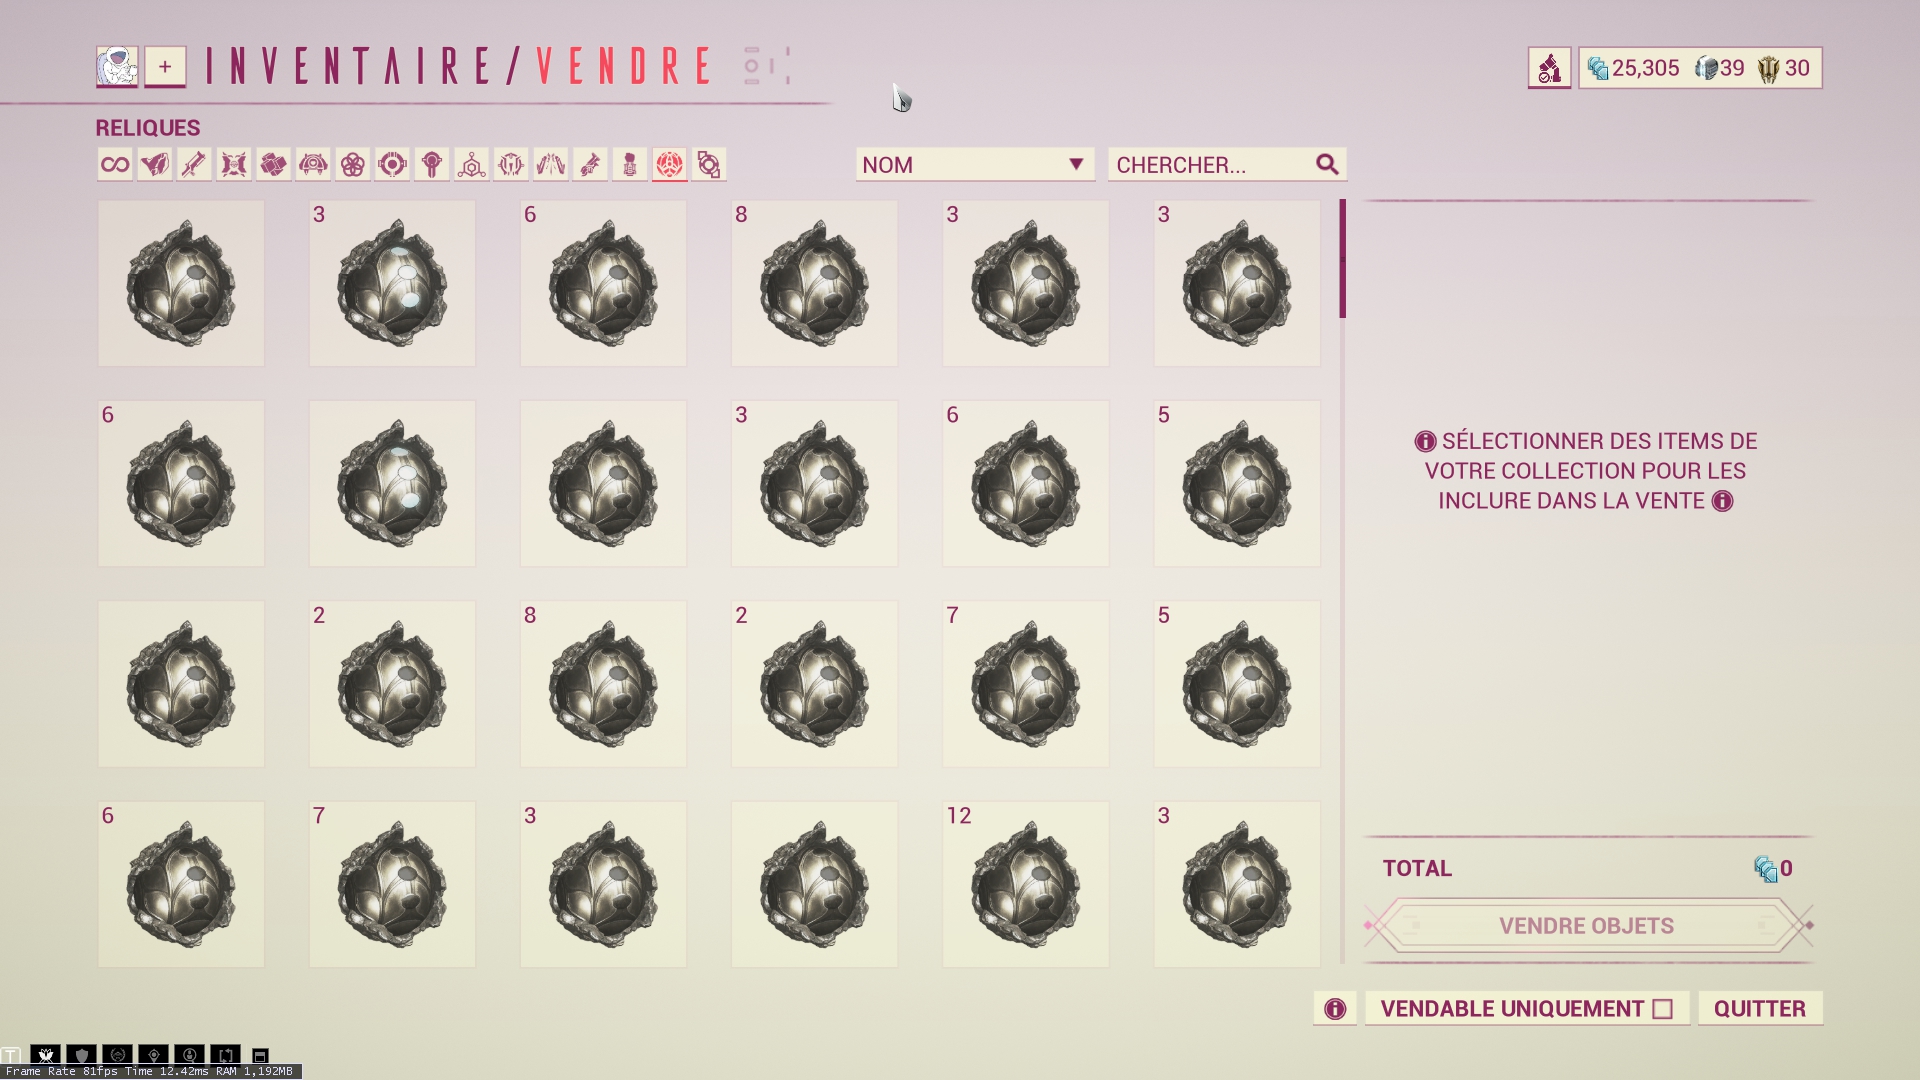 + INVENTAIRE/VENDRE
25,305 39 30
RELIQUES
NOM CHERCHER...
3 6 8 3 3
6 3 6 5
2 8 2 7 5
6 7 3 12 3
SÉLECTIONNER DES ITEMS DE
VOTRE COLLECTION POUR LES
INCLURE DANS LA VENTE
TOTAL 0
VENDRE OBJETS
VENDABLE UNIQUEMENT QUITTER
T
Frame Rate 81fps Time 12.42ms RAM 1,192MB